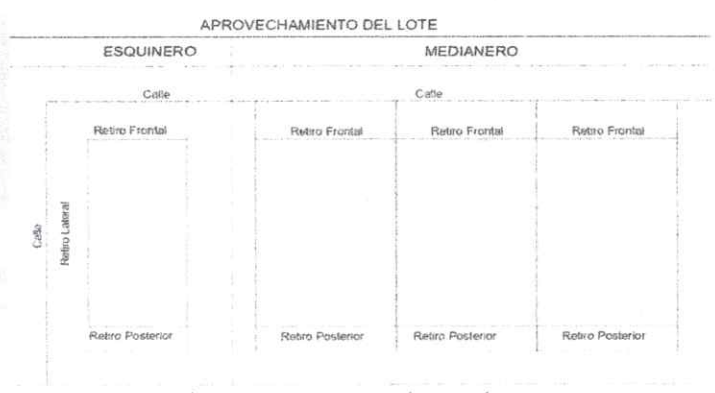 APROVECHAMIENTO DEL LOTE
ESQUINERO MEDIANERO
Calle Calle
Retiro Frontal Retiro Frontal Retiro Frontal Retiro Frontal
Calle
Retiro Lateral
Retiro Posterior Retiro Posterior Retiro Posterior Retiro Posterior